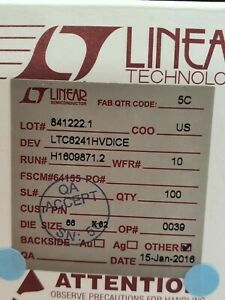 LINEAR
TECHNOLO
LINEAR
SEMICONDUCTOR
FAB QTR CODE: 5C
LOT# 841222.1 COO US
DEV LTC6241HVDICE
RUN# H1609871.2 WFR# 10
FSCM#64155 RO#
SL# QTY 100
CUST P/N
QA
ACCEPT
DIE SIZE 66 X 62 OP# 0039
BACKSIDE Au Ag OTHER
QA DATE 15-Jan-2016
ATTENTI
OBSERVE PRECAUTIONS FOR HANDLING